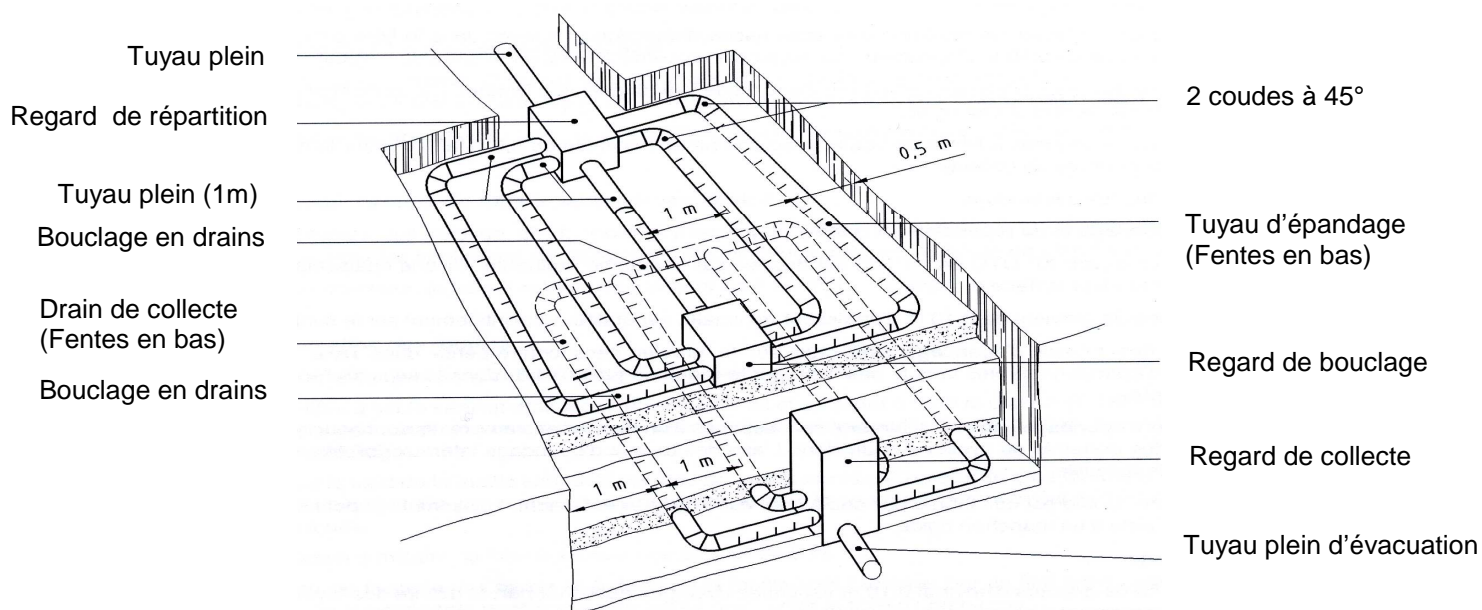 Tuyau plein
Regard de répartition
Tuyau plein (1m)
Bouclage en drains
Drain de collecte
(Fentes en bas)
Bouclage en drains
2 coudes à 45°
0,5 m
1 m
Tuyau d'épandage
(Fentes en bas)
Regard de bouclage
1 m
1 m
Regard de collecte
Tuyau plein d'évacuation